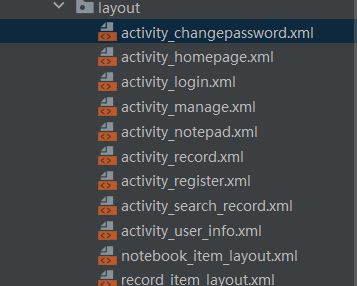 layout
activity_changepassword.xml
activity_homepage.xml
activity_login.xml
activity_manage.xml
activity_notepad.xml
activity_record.xml
activity_register.xml
activity_search_record.xml
activity_user_info.xml
notebook_item_layout.xml
record_item_layout.xml